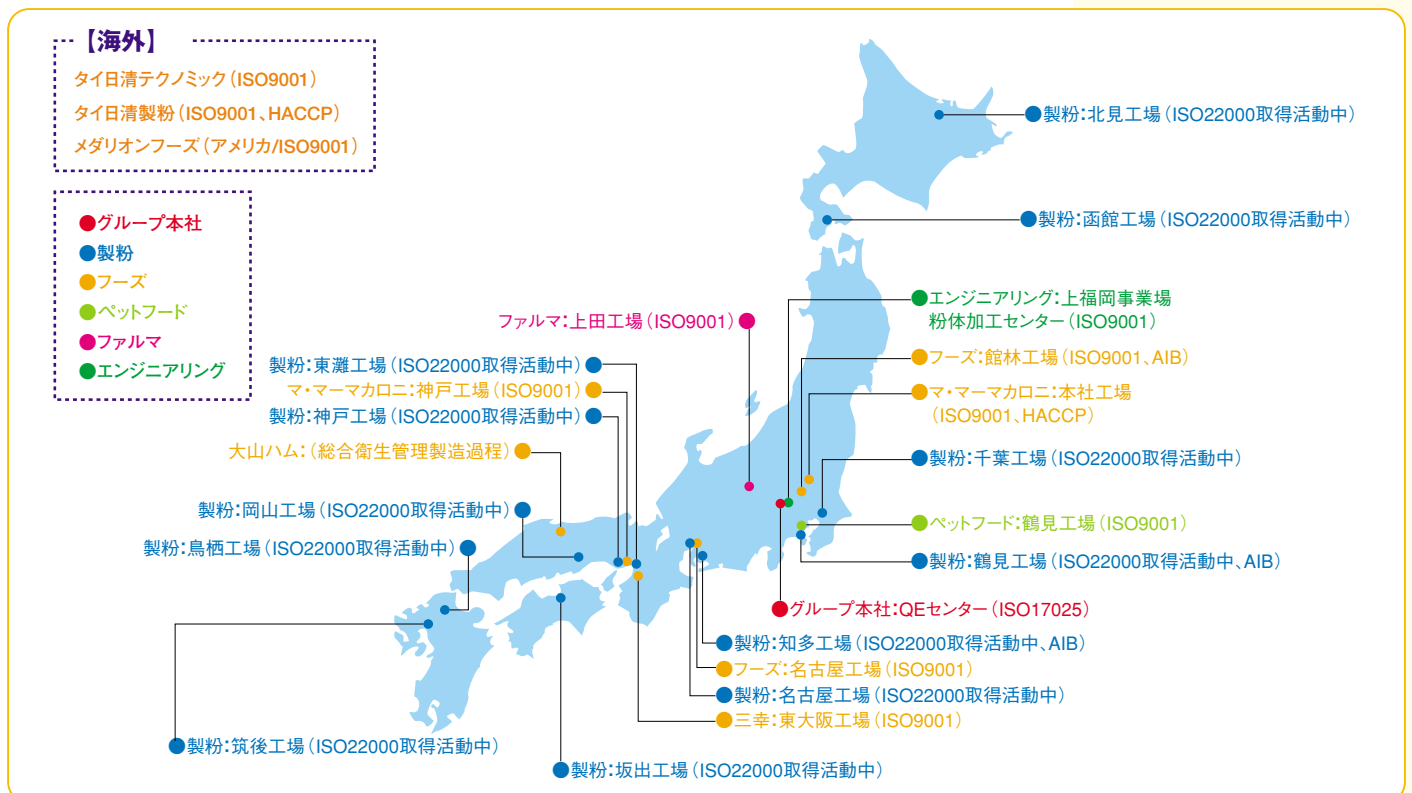 【海外】
タイ日清テクノミック(ISO9001)
タイ日清製粉(ISO9001、HACCP)
メダリオンフーズ(アメリカ/ISO9001)
●グループ本社
●製粉
●フーズ
●ペットフード
●ファルマ
●エンジニアリング
●製粉:北見工場(ISO22000取得活動中)
●製粉:函館工場(ISO22000取得活動中)
●エンジニアリング:上福岡事業場
粉体加工センター(ISO9001)
●フーズ:館林工場(ISO9001、AIB)
●マ・マーマカロニ:本社工場
(ISO9001、HACCP)
●製粉:千葉工場(ISO22000取得活動中)
●ペットフード:鶴見工場(ISO9001)
●製粉:鶴見工場(ISO22000取得活動中、AIB)
●グループ本社:QEセンター(ISO17025)
●製粉:知多工場(ISO22000取得活動中、AIB)
●フーズ:名古屋工場(ISO9001)
●製粉:名古屋工場(ISO22000取得活動中)
●三幸:東大阪工場(ISO9001)
ファルマ:上田工場(ISO9001)●
製粉:東灘工場(ISO22000取得活動中)●
マ・マーマカロニ:神戸工場(ISO9001)●
製粉:神戸工場(ISO22000取得活動中)●
大山ハム:(総合衛生管理製造過程)●
製粉:岡山工場(ISO22000取得活動中)●
製粉:鳥栖工場(ISO22000取得活動中)●
●製粉:筑後工場(ISO22000取得活動中)
●製粉:坂出工場(ISO22000取得活動中)